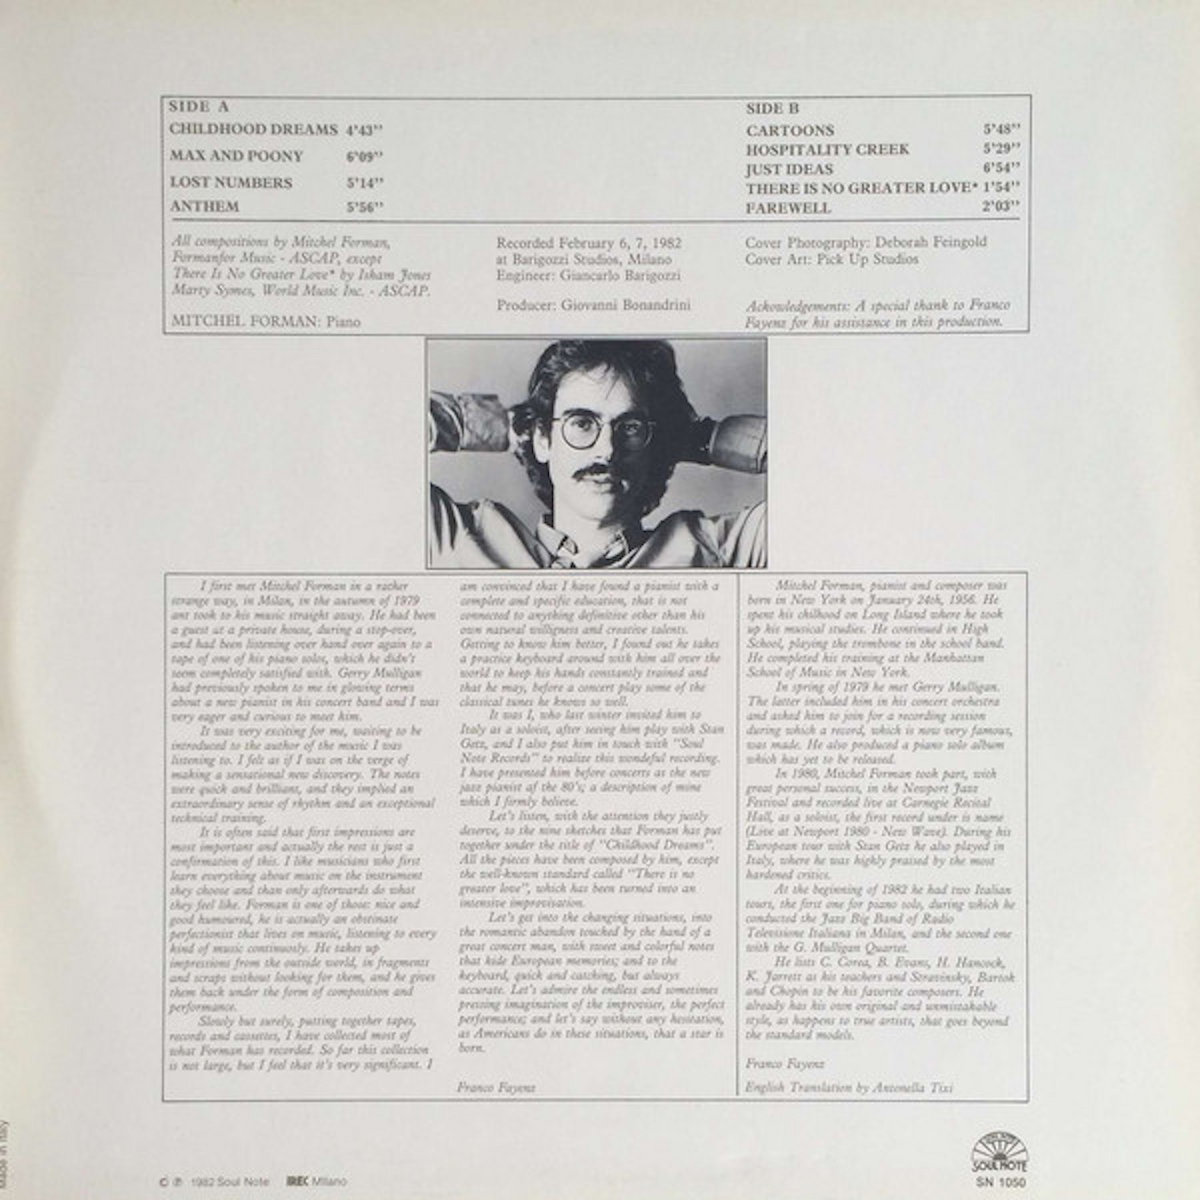 SIDE A
CHILDHOOD DREAMS 4'43''
MAX AND POONY 6'09''
LOST NUMBERS 5'14''
ANTHEM 5'56''
SIDE B
CARTOONS 5'48''
HOSPITALITY CREEK 5'29''
JUST IDEAS 6'54''
THERE IS NO GREATER LOVE* 1'54''
FAREWELL 2'03''
All compositions by Mitchel Forman,
Formanfor Music - ASCAP, except
There Is No Greater Love* by Isham Jones
Marty Symes, World Music Inc. - ASCAP.
MITCHEL FORMAN: Piano
Recorded February 6, 7, 1982
at Barigozzi Studios, Milano
Engineer: Giancarlo Barigozzi
Producer: Giovanni Bonandrini
Cover Photography: Deborah Feingold
Cover Art: Pick Up Studios
Ackowledgements: A special thank to Franco
Fayenz for his assistance in this production.
I first met Mitchel Forman in a rather
strange way, in Milan, in the autumn of 1979
ant took to his music straight away. He had been
a guest at a private house, during a stop-over,
and had been listening over hand over again to a
tape of one of his piano solos, which he didn't
seem completely satisfied with. Gerry Mulligan
had previously spoken to me in glowing terms
about a new pianist in his concert band and I was
very eager and curious to meet him.
It was very exciting for me, waiting to be
introduced to the author of the music I was
listening to. I felt as if I was on the verge of
making a sensational new discovery. The notes
were quick and brilliant, and they implied an
extraordinary sense of rhythm and an exceptional
technical training.
It is often said that first impressions are
most important and actually the rest is just a
confirmation of this. I like musicians who first
learn everything about music on the instrument
they choose and than only afterwards do what
they feel like. Forman is one of those: nice and
good humoured, he is actually an obstinate
perfectionist that lives on music, listening to every
kind of music continuously. He takes up
impressions from the outside world, in fragments
and scraps without looking for them, and he gives
them back under the form of composition and
performance.
Slowly but surely, putting together tapes,
records and cassettes, I have collected most of
what Forman has recorded. So far this collection
is not large, but I feel that it's very significant. I
am convinced that I have found a pianist with a
complete and specific education, that is not
connected to anything definitive other than his
own natural willigness and creative talents.
Getting to know him better, I found out he takes
a practice keyboard around with him all over the
world to keep his hands constantly trained and
that he may, before a concert play some of the
classical tunes he knows so well.
It was I, who last winter invited him to
Italy as a soloist, after seeing him play with Stan
Getz, and I also put him in touch with "Soul
Note Records" to realize this wondeful recording.
I have presented him before concerts as the new
jazz pianist of the 80's; a description of mine
which I firmly believe.
Let's listen, with the attention they justly
deserve, to the nine sketches that Forman has put
together under the title of "Childhood Dreams".
All the pieces have been composed by him, except
the well-known standard called "There is no
greater love", which has been turned into an
intensive improvisation.
Let's get into the changing situations, into
the romantic abandon touched by the hand of a
great concert man, with sweet and colorful notes
that hide European memories; and to the
keyboard, quick and catching, but always
accurate. Let's admire the endless and sometimes
pressing imagination of the improviser, the perfect
performance; and let's say without any hesitation,
as Americans do in these situations, that a star is
born.
Franco Fayenz
Mitchel Forman, pianist and composer was
born in New York on January 24th, 1956. He
spent his chilhood on Long Island where he took
up his musical studies. He continued in High
School, playing the trombone in the school band.
He completed his training at the Manhattan
School of Music in New York.
In spring of 1979 he met Gerry Mulligan.
The latter included him in his concert orchestra
and asked him to join for a recording session
during which a record, which is now very famous,
was made. He also produced a piano solo album
which has yet to be released.
In 1980, Mitchel Forman took part, with
great personal success, in the Newport Jazz
Festival and recorded live at Carnegie Recital
Hall, as a soloist, the first record under is name
(Live at Newport 1980 - New Wave). During his
European tour with Stan Getz he also played in
Italy, where he was highly praised by the most
hardened critics.
At the beginning of 1982 he had two Italian
tours, the first one for piano solo, during which he
conducted the Jazz Big Band of Radio
Televisione Italiana in Milan, and the second one
with the G. Mulligan Quartet.
He lists C. Corea, B. Evans, H. Hancock,
K. Jarrett as his teachers and Stravinsky, Bartok
and Chopin to be his favorite composers. He
already has his own original and unmistakable
style, as happens to true artists, that goes beyond
the standard models.
Franco Fayenz
English Translation by Antonella Tixi
Made in Italy
© ℗ 1982 Soul Note IREC Milano
SOUL NOTE
SOUL NOTE
SN 1050